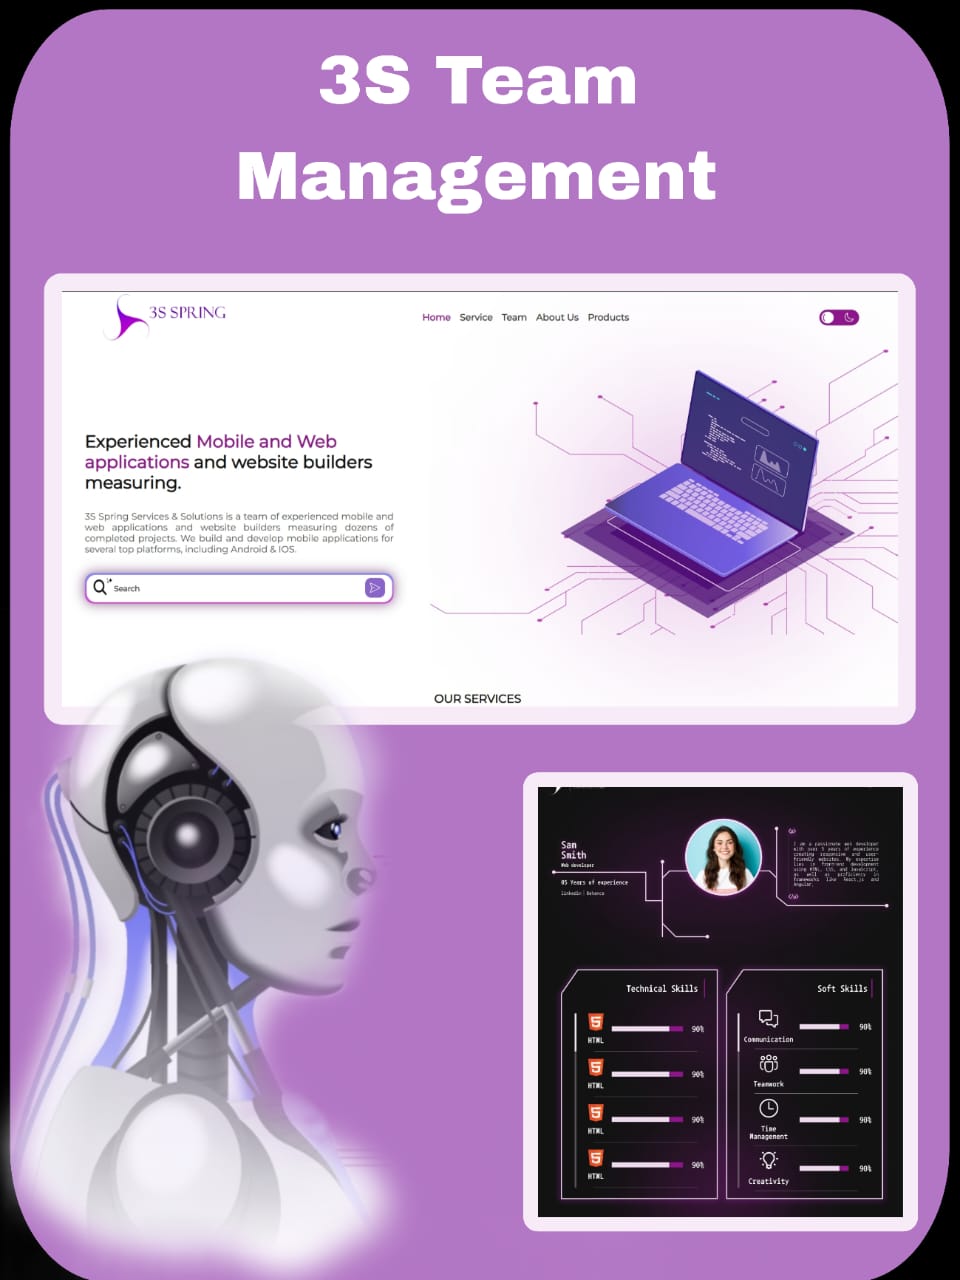 3S Team
Management
3S SPRING
Home Service Team About Us Products
Experienced Mobile and Web
applications and website builders
measuring.
3S Spring Services & Solutions is a team of experienced mobile and
web applications and website builders measuring dozens of
completed projects. We build and develop mobile applications for
several top platforms, including Android & IOS.
Search
OUR SERVICES
Sam
Smith
Web developer
05 Years of experience
linkedin | Behance
I am a passionate web developer
with over 5 years of experience
creating responsive and user-
friendly websites. My expertise
lies in front-end development
using HTML, CSS, and JavaScript,
as well as proficiency in
frameworks like React.js and
Angular.
Technical Skills
HTML 90%
HTML 90%
HTML 90%
HTML 90%
Soft Skills
Communication 90%
Teamwork 90%
Time
Management 90%
Creativity 90%